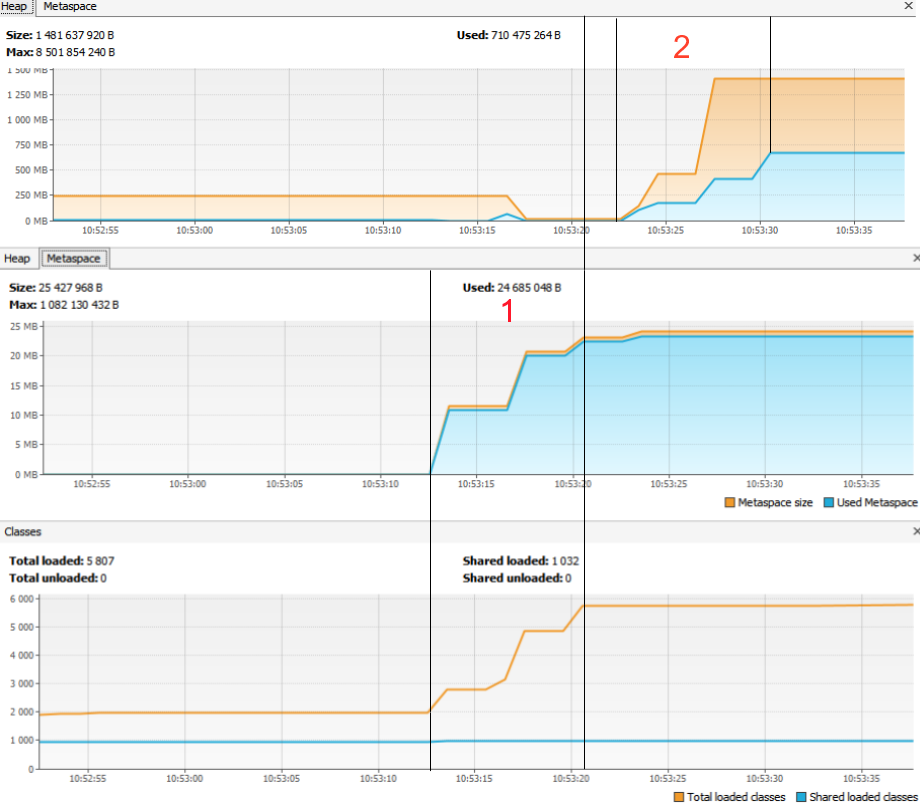 Heap Metaspace ×
Size: 1 481 637 920 B Used: 710 475 264 B
Max: 8 501 854 240 B
2
1 500 MB
1 250 MB
1 000 MB
750 MB
500 MB
250 MB
0 MB
10:52:55 10:53:00 10:53:05 10:53:10 10:53:15 10:53:20 10:53:25 10:53:30 10:53:35
Heap Metaspace ×
Size: 25 427 968 B Used: 24 685 048 B
Max: 1 082 130 432 B
1
25 MB
20 MB
15 MB
10 MB
5 MB
0 MB
10:52:55 10:53:00 10:53:05 10:53:10 10:53:15 10:53:20 10:53:25 10:53:30 10:53:35
Metaspace size Used Metaspace
Classes ×
Total loaded: 5 807 Shared loaded: 1 032
Total unloaded: 0 Shared unloaded: 0
6 000
5 000
4 000
3 000
2 000
1 000
0
10:52:55 10:53:00 10:53:05 10:53:10 10:53:15 10:53:20 10:53:25 10:53:30 10:53:35
Total loaded classes Shared loaded classes